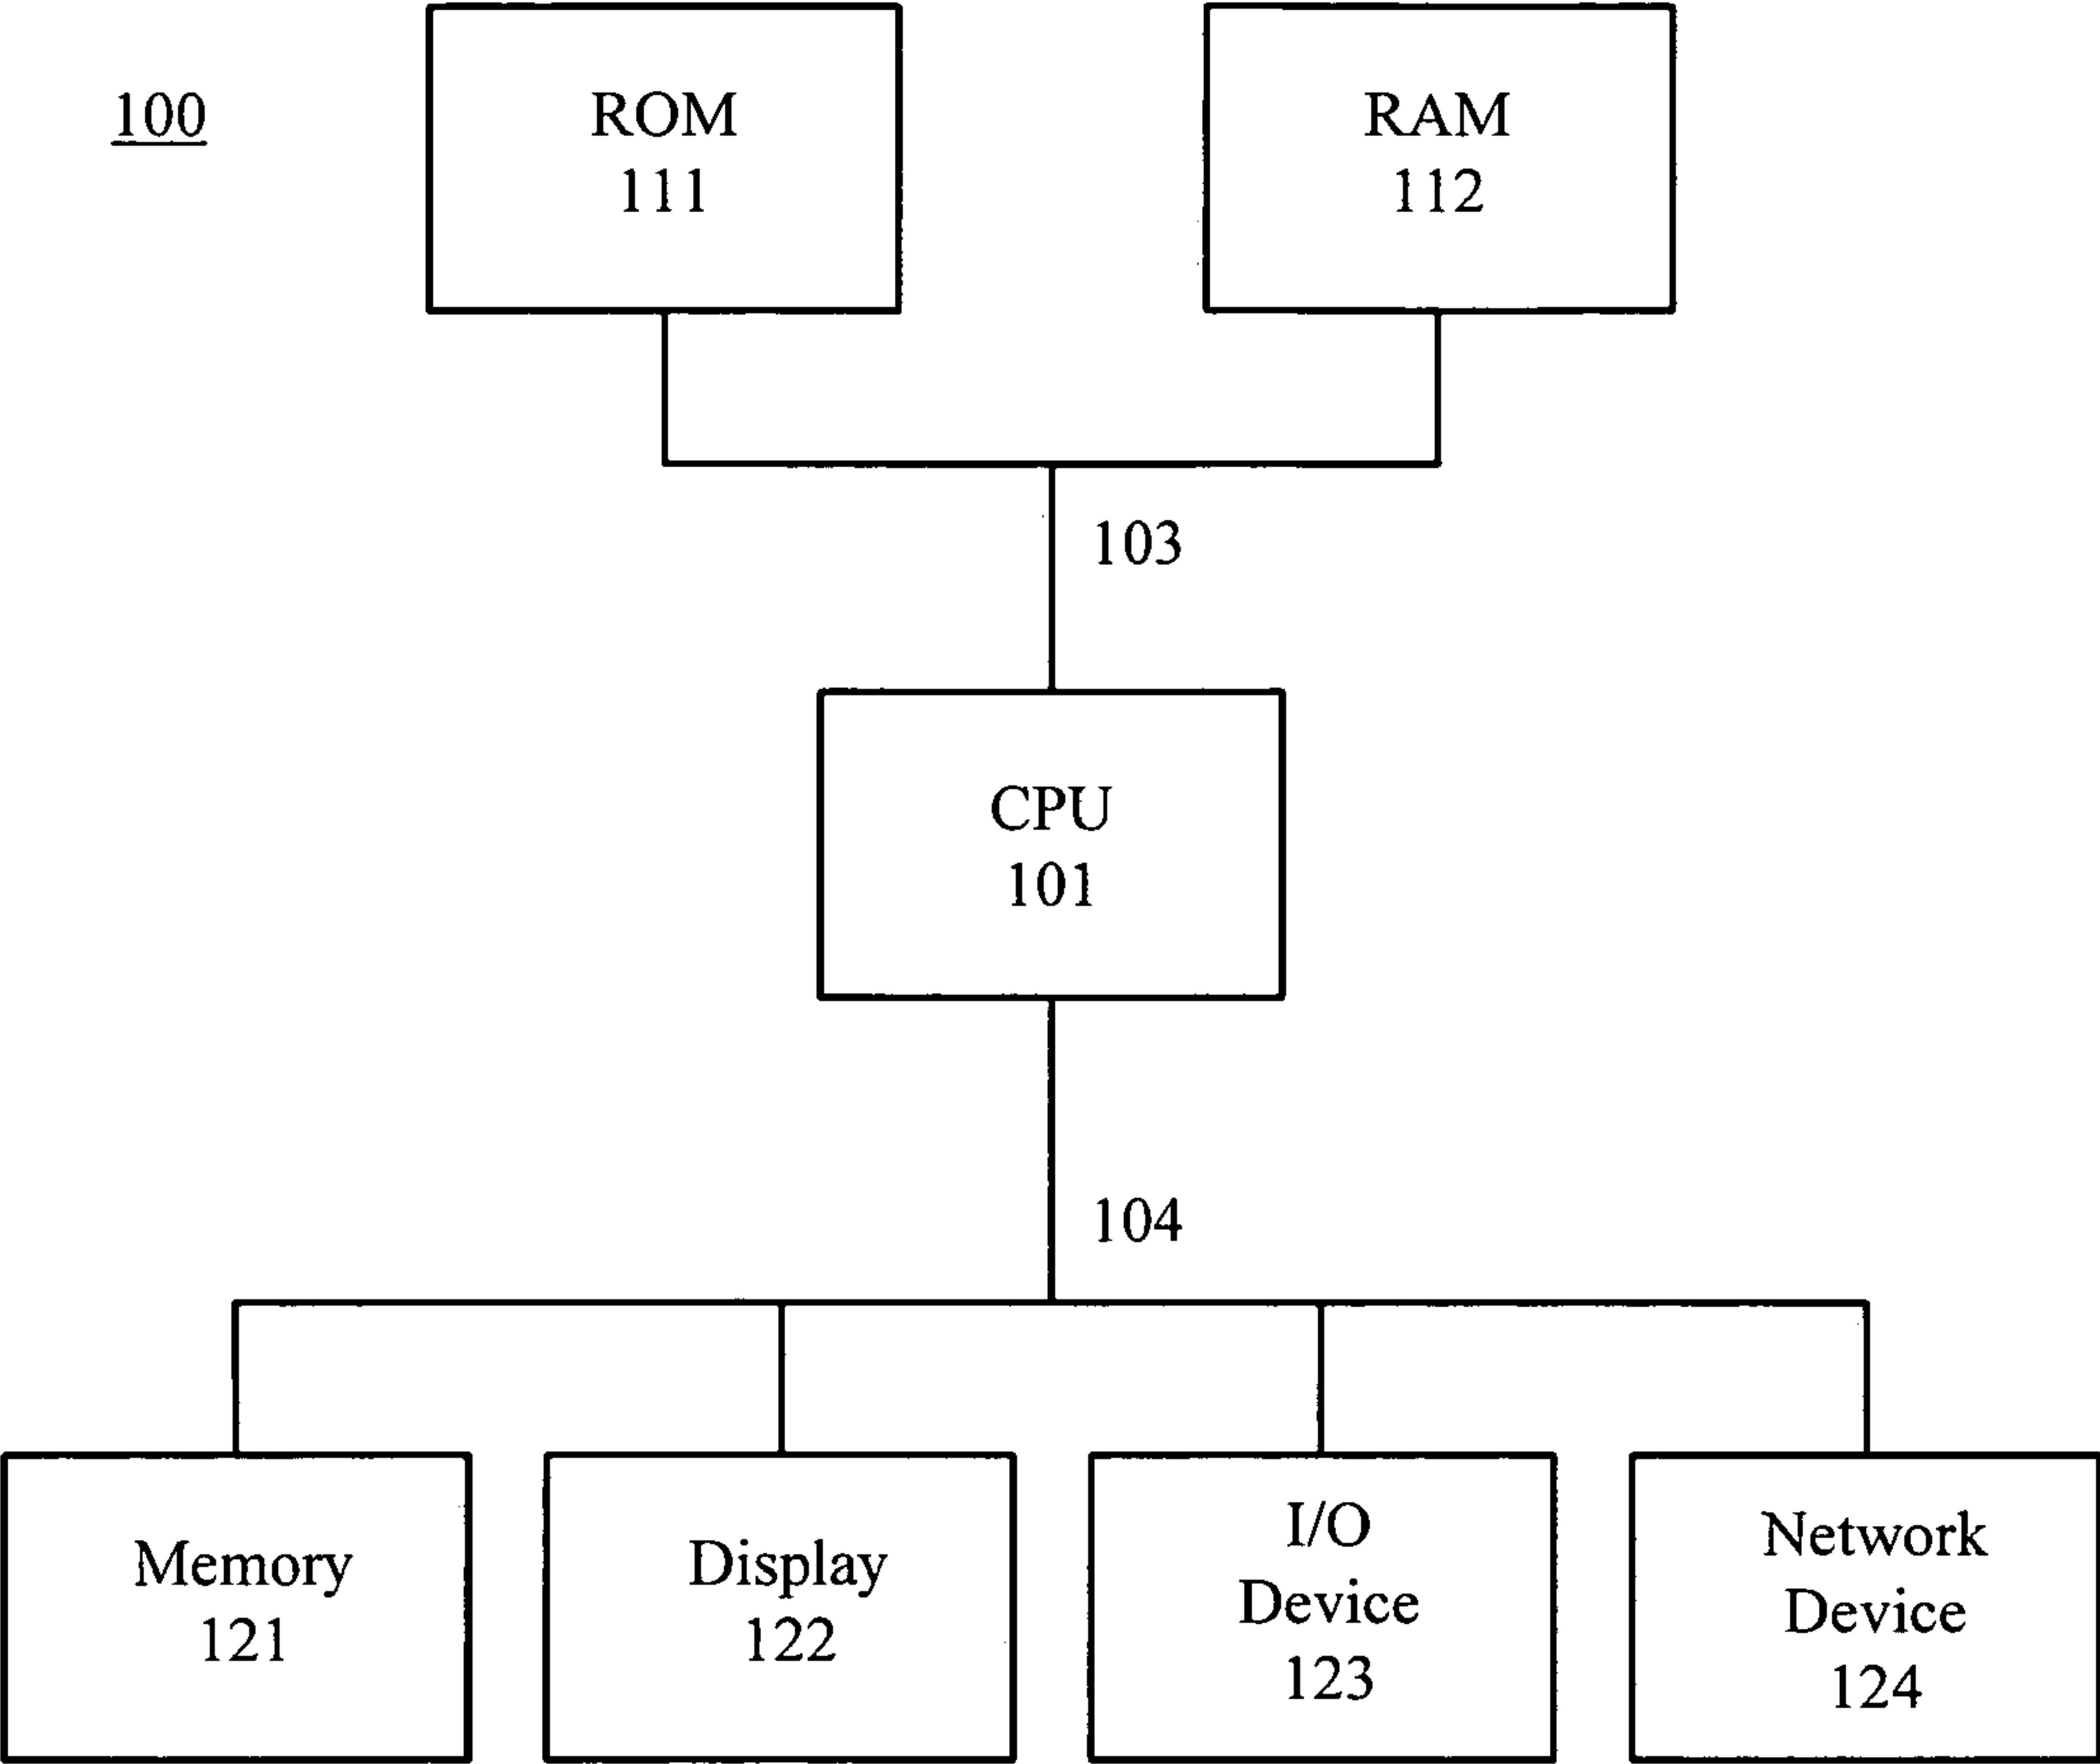 100
ROM
111
RAM
112
103
CPU
101
104
Memory
121
Display
122
I/O
Device
123
Network
Device
124